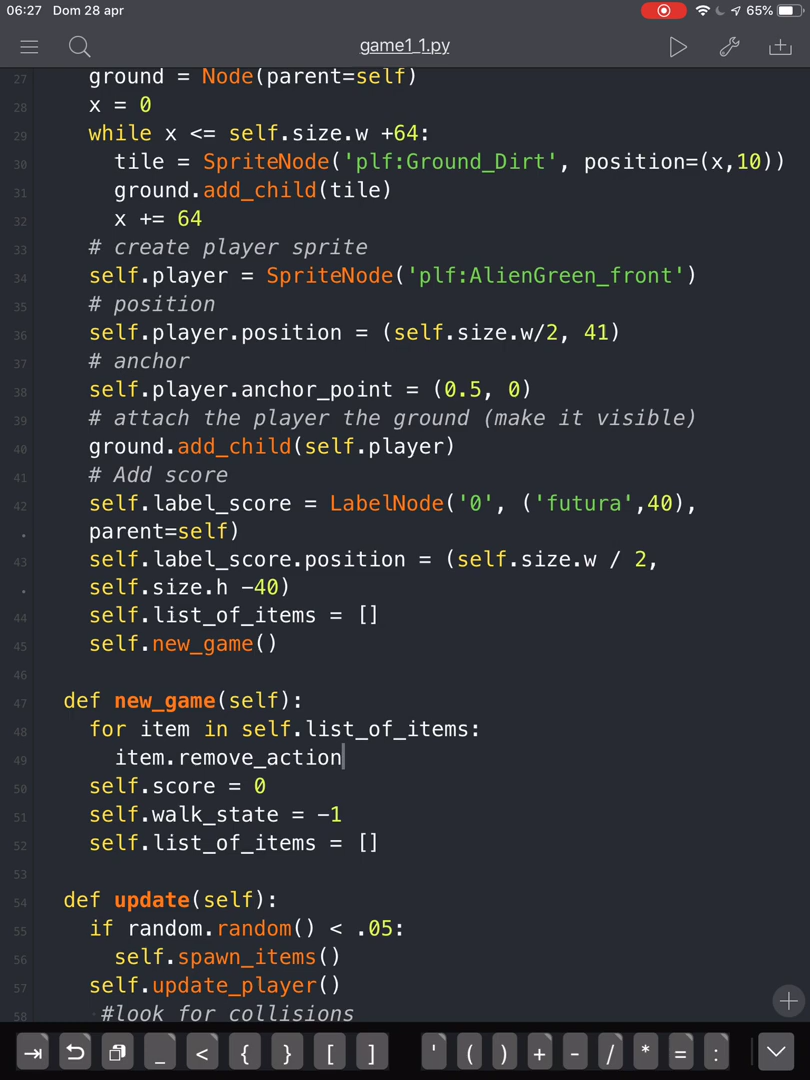 06:27 Dom 28 apr 65%
game1_1.py
27 ground = Node(parent=self)
28 x = 0
29 while x <= self.size.w +64:
30 tile = SpriteNode('plf:Ground_Dirt', position=(x,10))
31 ground.add_child(tile)
32 x += 64
33 # create player sprite
34 self.player = SpriteNode('plf:AlienGreen_front')
35 # position
36 self.player.position = (self.size.w/2, 41)
37 # anchor
38 self.player.anchor_point = (0.5, 0)
39 # attach the player the ground (make it visible)
40 ground.add_child(self.player)
41 # Add score
42 self.label_score = LabelNode('0', ('futura',40),
parent=self)
43 self.label_score.position = (self.size.w / 2,
self.size.h -40)
44 self.list_of_items = []
45 self.new_game()
46
47 def new_game(self):
48 for item in self.list_of_items:
49 item.remove_action
50 self.score = 0
51 self.walk_state = -1
52 self.list_of_items = []
53
54 def update(self):
55 if random.random() < .05:
56 self.spawn_items()
57 self.update_player()
58 #look for collisions
_ < { } [ ] ' ( ) + - / * = :